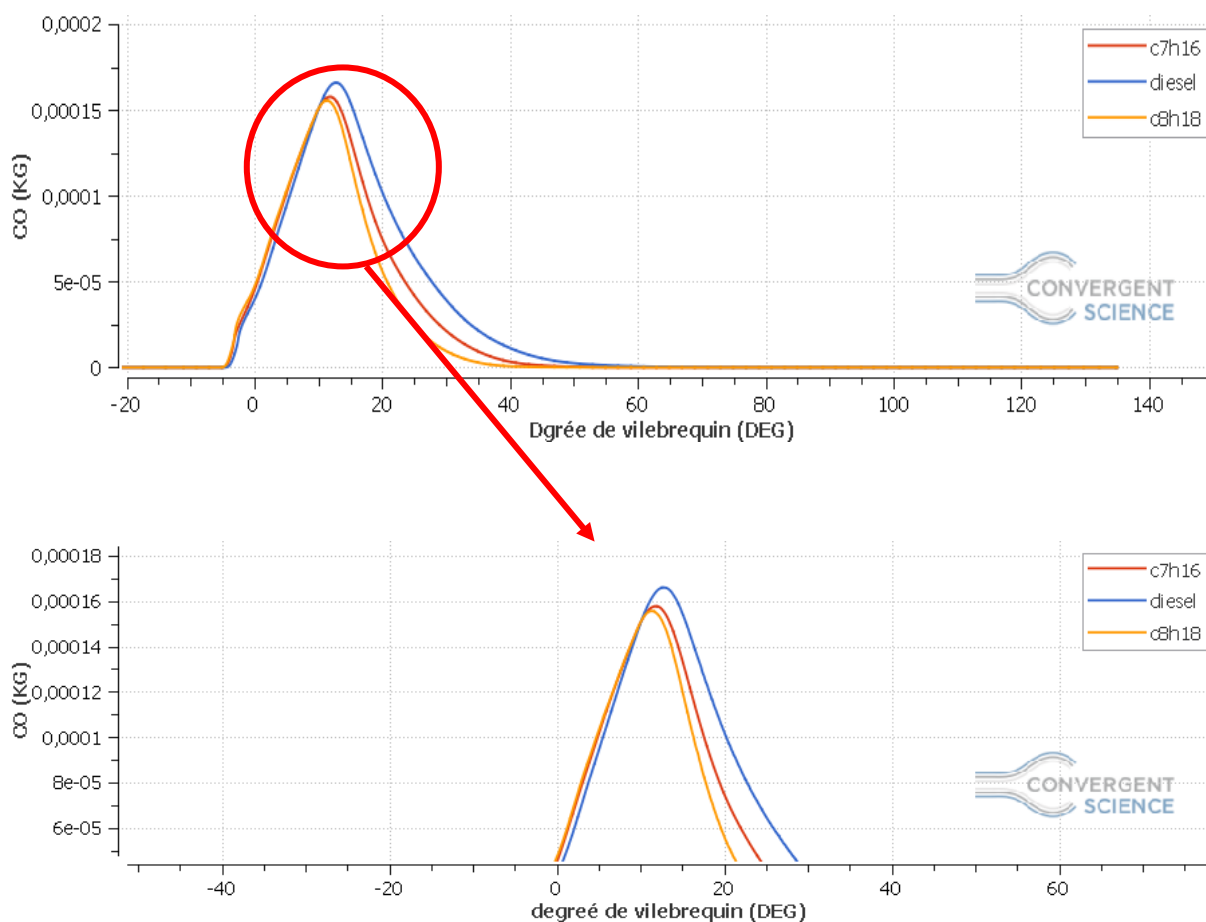 0,0002
0,00015
0,0001
5e-05
0
CO (KG)
c7h16
diesel
c8h18
CONVERGENT
SCIENCE
-20 0 20 40 60 80 100 120 140
Dgrée de vilebrequin (DEG)
0,00018
0,00016
0,00014
0,00012
0,0001
8e-05
6e-05
CO (KG)
c7h16
diesel
c8h18
CONVERGENT
SCIENCE
-40 -20 0 20 40 60
degreé de vilebrequin (DEG)